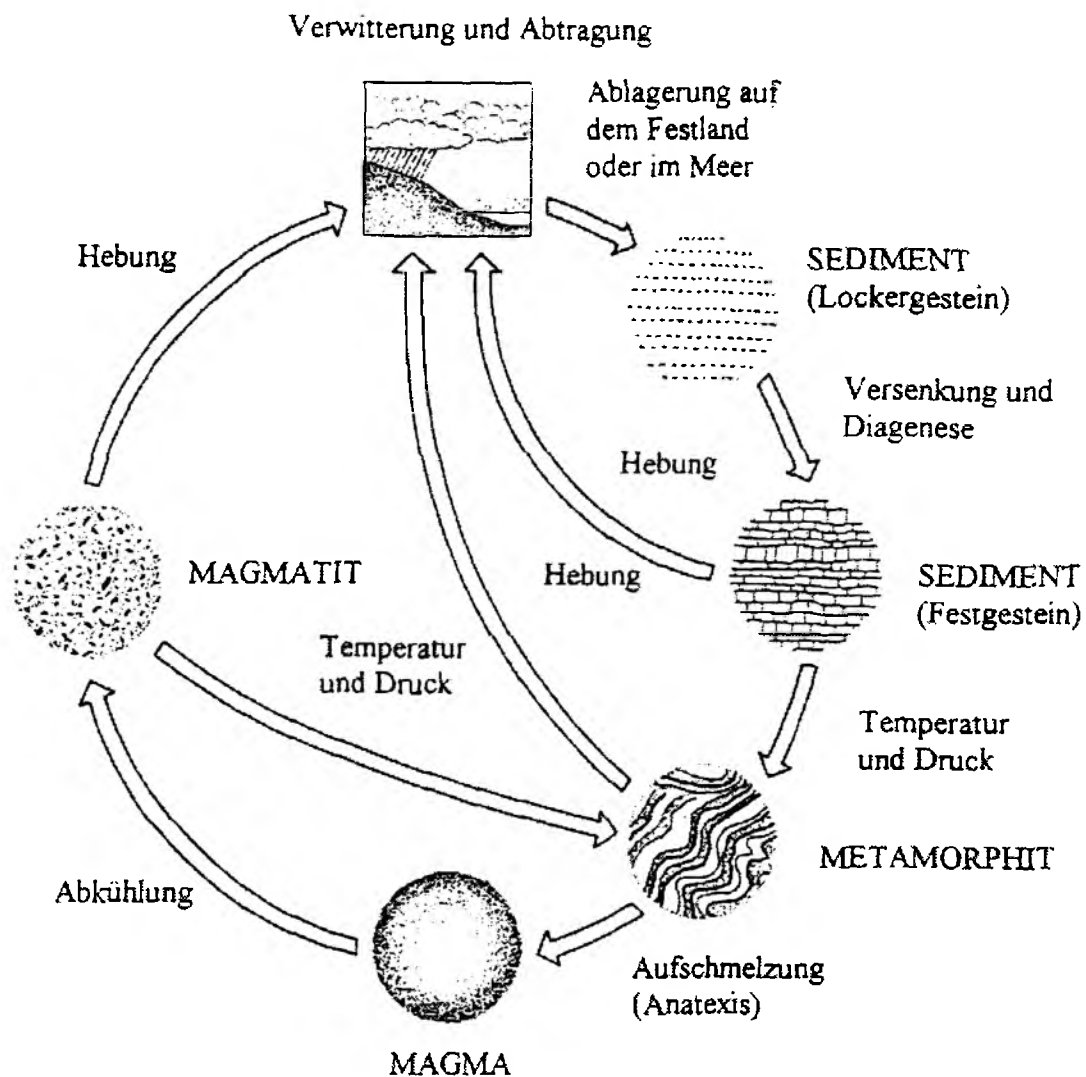 Verwitterung und Abtragung
Ablagerung auf
dem Festland
oder im Meer
Hebung
SEDIMENT
(Lockergestein)
Versenkung und
Diagenese
Hebung
MAGMATIT
Hebung
SEDIMENT
(Festgestein)
Temperatur
und Druck
Temperatur
und Druck
METAMORPHIT
Abkühlung
Aufschmelzung
(Anatexis)
MAGMA